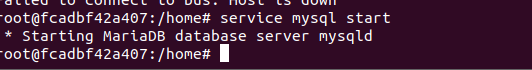 Failed to connect to bus: Host is down
root@fcadbf42a407:/home# service mysql start
* Starting MariaDB database server mysqld
root@fcadbf42a407:/home#